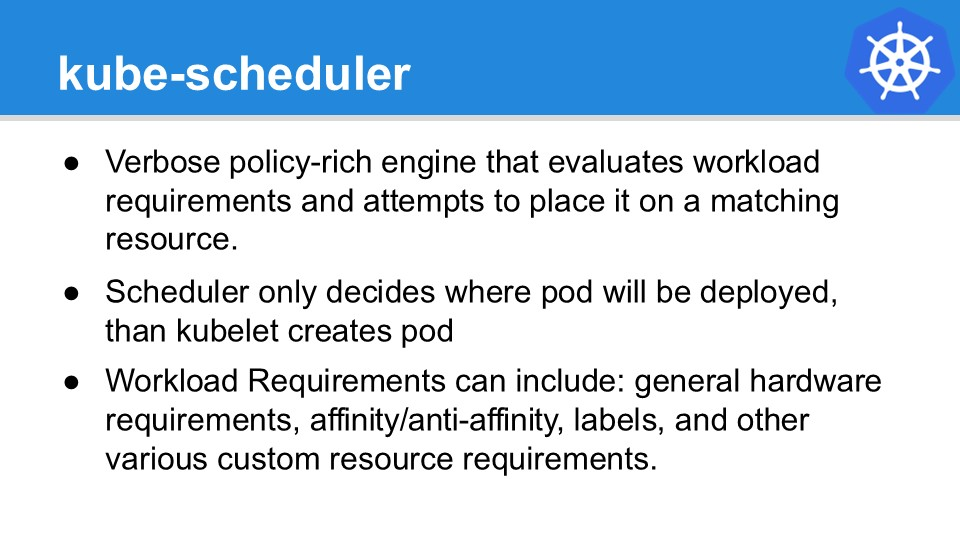 kube-scheduler
● Verbose policy-rich engine that evaluates workload
requirements and attempts to place it on a matching
resource.
● Scheduler only decides where pod will be deployed,
than kubelet creates pod
● Workload Requirements can include: general hardware
requirements, affinity/anti-affinity, labels, and other
various custom resource requirements.